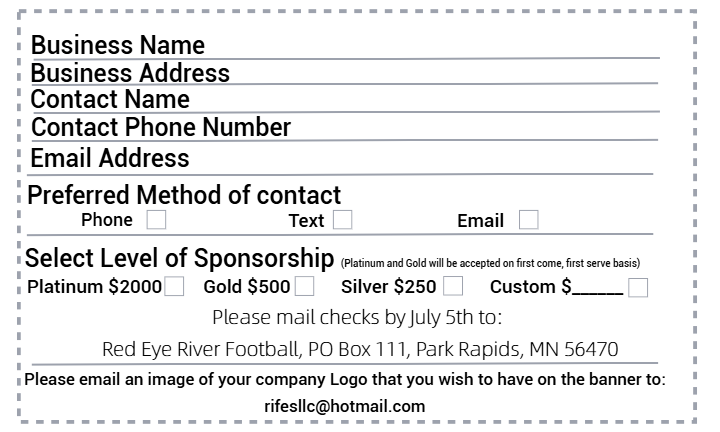 Business Name
Business Address
Contact Name
Contact Phone Number
Email Address
Preferred Method of contact
Phone Text Email
Select Level of Sponsorship (Platinum and Gold will be accepted on first come, first serve basis)
Platinum $2000 Gold $500 Silver $250 Custom $______
Please mail checks by July 5th to:
Red Eye River Football, PO Box 111, Park Rapids, MN 56470
Please email an image of your company Logo that you wish to have on the banner to:
rifesllc@hotmail.com